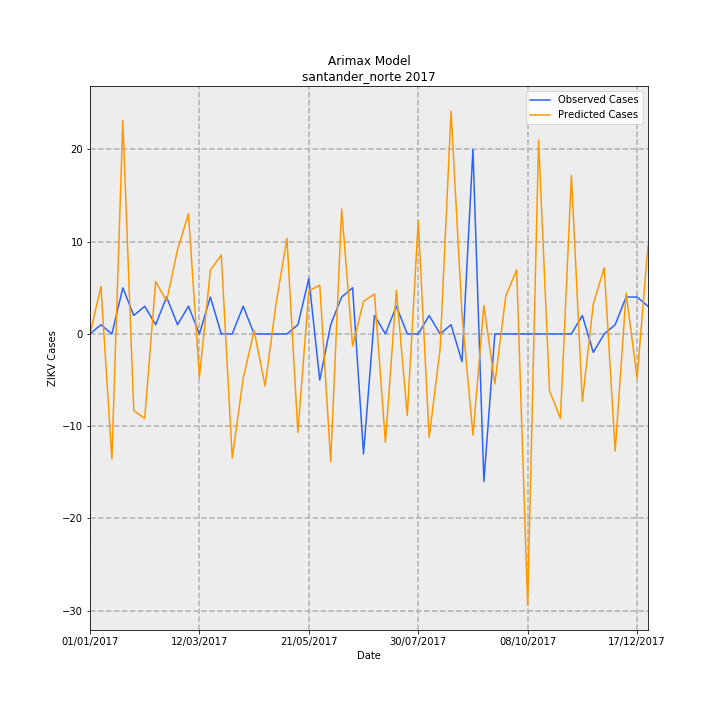 Arimax Model
santander_norte 2017
Observed Cases
Predicted Cases
ZIKV Cases
20
10
0
−10
−20
−30
01/01/2017 12/03/2017 21/05/2017 30/07/2017 08/10/2017 17/12/2017
Date